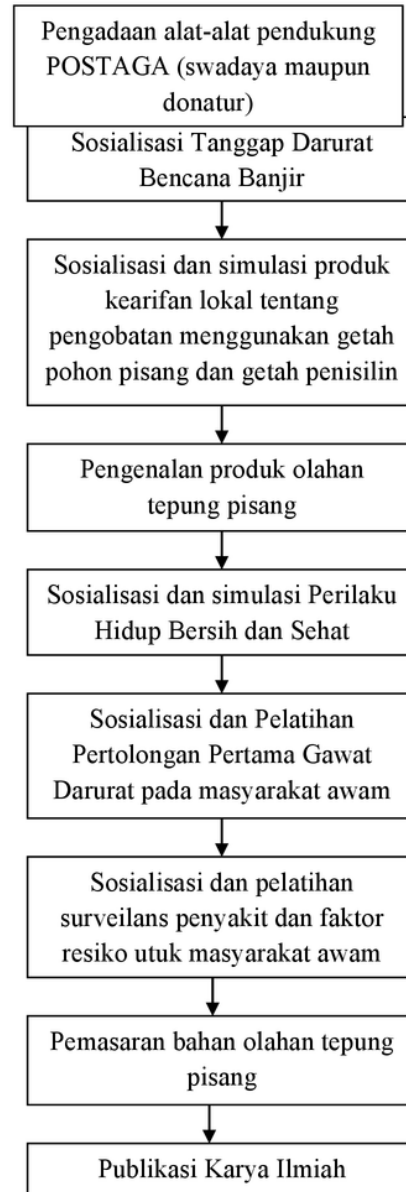 Pengadaan alat-alat pendukung
POSTAGA (swadaya maupun
donatur)
Sosialisasi Tanggap Darurat
Bencana Banjir
Sosialisasi dan simulasi produk
kearifan lokal tentang
pengobatan menggunakan getah
pohon pisang dan getah penisilin
Pengenalan produk olahan
tepung pisang
Sosialisasi dan simulasi Perilaku
Hidup Bersih dan Sehat
Sosialisasi dan Pelatihan
Pertolongan Pertama Gawat
Darurat pada masyarakat awam
Sosialisasi dan pelatihan
surveilans penyakit dan faktor
resiko utuk masyarakat awam
Pemasaran bahan olahan tepung
pisang
Publikasi Karya Ilmiah